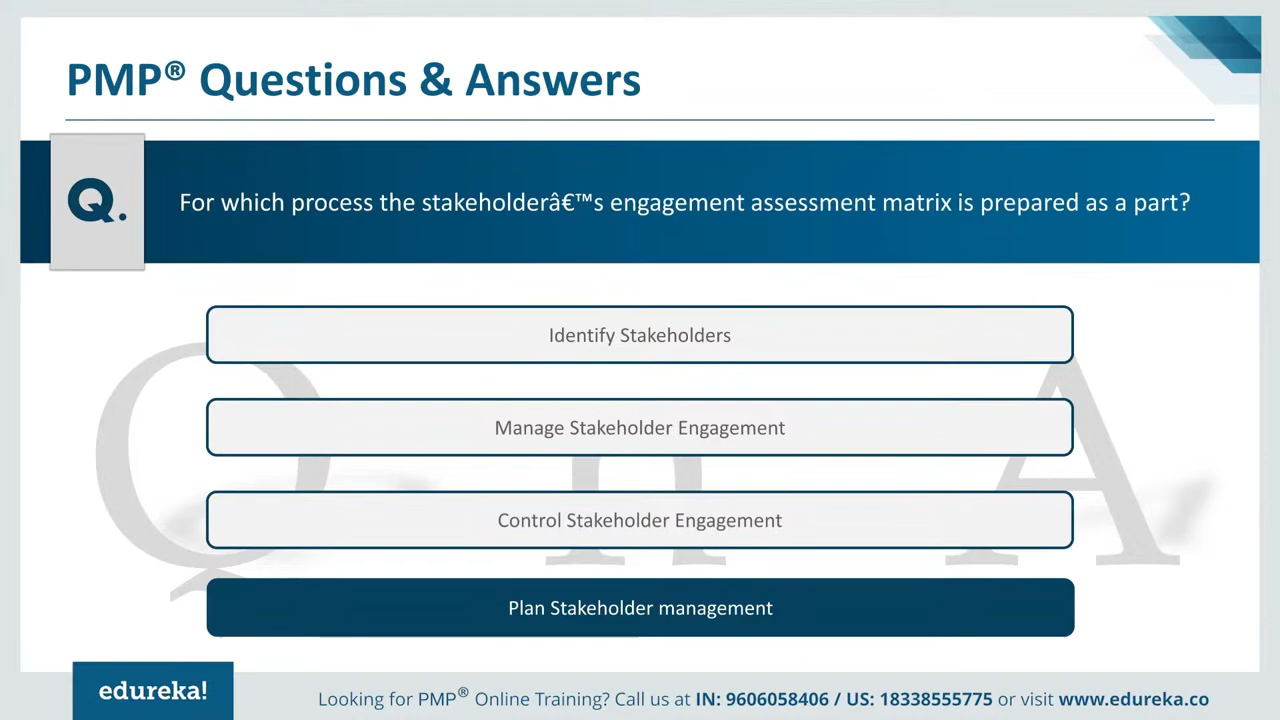 PMP® Questions & Answers
Q.
For which process the stakeholderâ€™s engagement assessment matrix is prepared as a part?
Identify Stakeholders
Manage Stakeholder Engagement
Control Stakeholder Engagement
Plan Stakeholder management
Q n A
edureka!
Looking for PMP® Online Training? Call us at IN: 9606058406 / US: 18338555775 or visit www.edureka.co